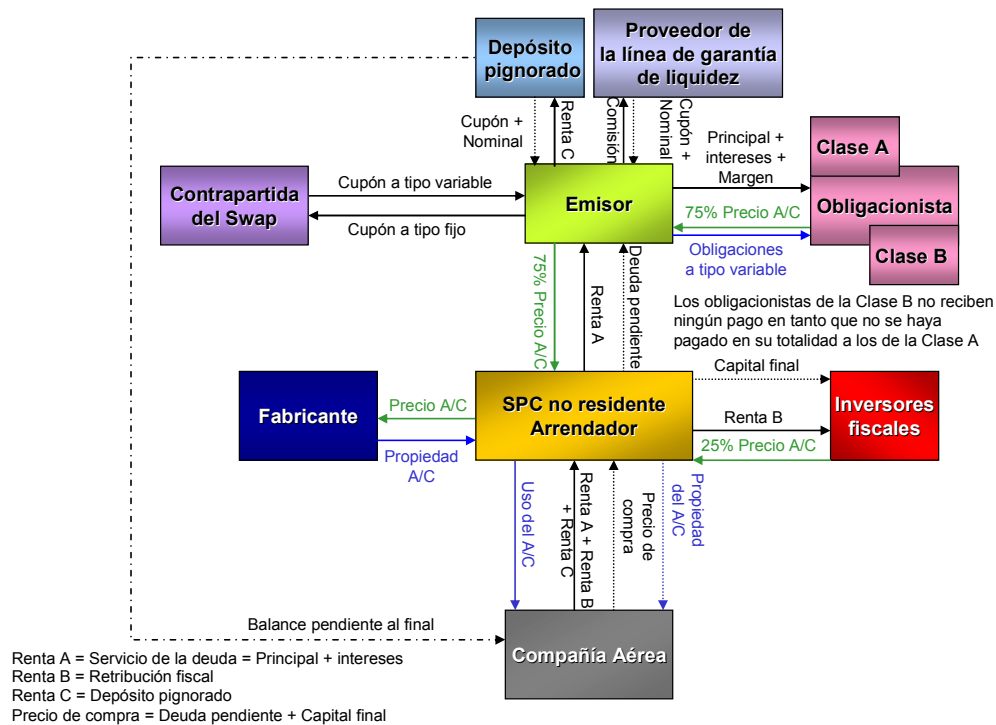 Depósito
pignorado
Proveedor de
la línea de garantía
de liquidez
Cupón +
Nominal
Renta C
Comisión
Cupón +
Nominal
Principal +
intereses +
Margen
Clase A
Obligacionista
Clase B
Contrapartida
del Swap
Cupón a tipo variable
Cupón a tipo fijo
Emisor
75% Precio A/C
Obligaciones
a tipo variable
75% Precio A/C
Renta A
Deuda pendiente
Los obligacionistas de la Clase B no reciben
ningún pago en tanto que no se haya
pagado en su totalidad a los de la Clase A
Fabricante
Precio A/C
Propiedad
A/C
SPC no residente
Arrendador
Capital final
Renta B
25% Precio A/C
Inversores
fiscales
Uso del A/C
Renta A + Renta B
+ Renta C
Precio de
compra
Propiedad
del A/C
Balance pendiente al final
Compañía Aérea
Renta A = Servicio de la deuda = Principal + intereses
Renta B = Retribución fiscal
Renta C = Depósito pignorado
Precio de compra = Deuda pendiente + Capital final